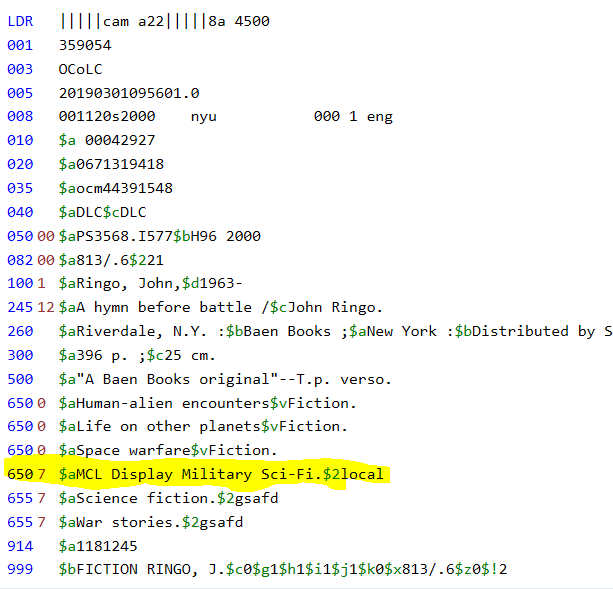 LDR |||||cam a22|||||8a 4500
001 359054
003 OCoLC
005 20190301095601.0
008 001120s2000    nyu           000 1 eng
010 $a 00042927
020 $a0671319418
035 $aocm44391548
040 $aDLC$cDLC
050 00 $aPS3568.I577$bH96 2000
082 00 $a813/.6$221
100 1 $aRingo, John,$d1963-
245 12 $aA hymn before battle /$cJohn Ringo.
260 $aRiverdale, N.Y. :$bBaen Books ;$aNew York :$bDistributed by S
300 $a396 p. ;$c25 cm.
500 $a"A Baen Books original"--T.p. verso.
650 0 $aHuman-alien encounters$vFiction.
650 0 $aLife on other planets$vFiction.
650 0 $aSpace warfare$vFiction.
650 7 $aMCL Display Military Sci-Fi.$2local
655 7 $aScience fiction.$2gsafd
655 7 $aWar stories.$2gsafd
914 $a1181245
999 $bFICTION RINGO, J.$c0$g1$h1$i1$j1$k0$x813/.6$z0$!2